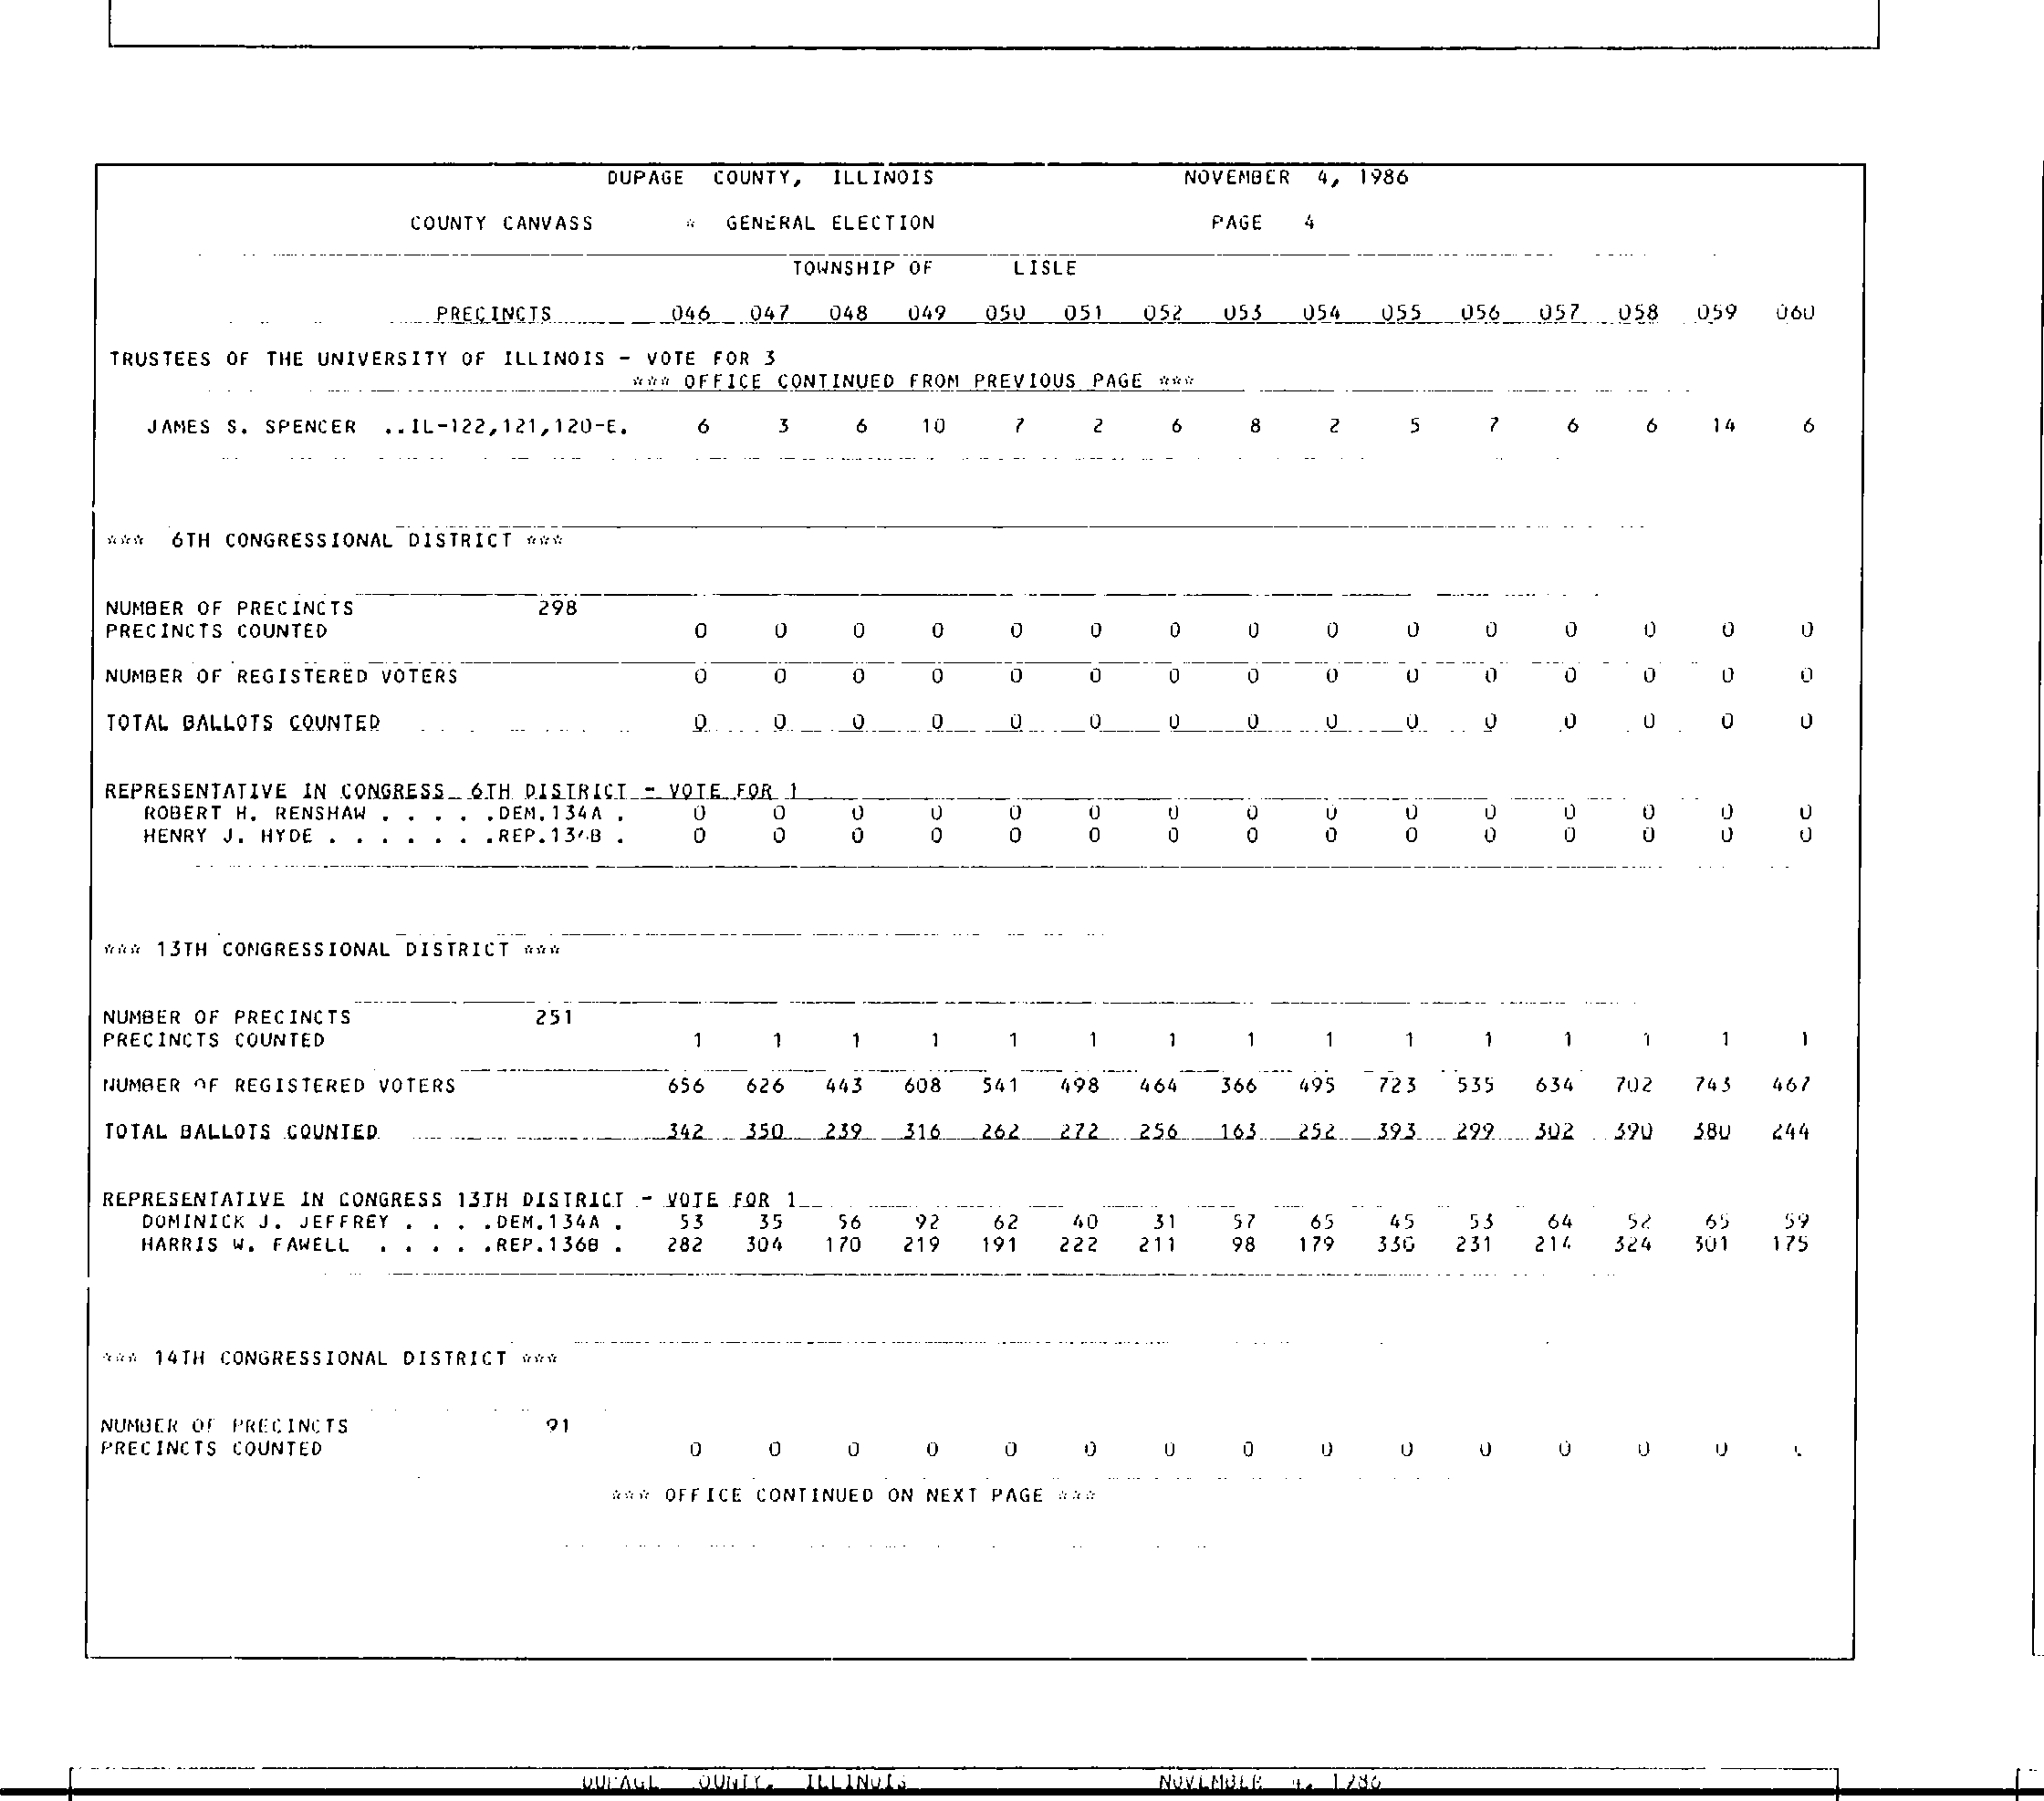 DUPAGE COUNTY, ILLINOIS NOVEMBER 4, 1986
COUNTY CANVASS * GENERAL ELECTION PAGE 4
TOWNSHIP OF LISLE
PRECINCTS 046 047 048 049 050 051 052 053 054 055 056 057 058 059 060
TRUSTEES OF THE UNIVERSITY OF ILLINOIS - VOTE FOR 3
*** OFFICE CONTINUED FROM PREVIOUS PAGE ***
JAMES S. SPENCER ..IL-122,121,120-E. 6 3 6 10 7 2 6 8 2 5 7 6 6 14 6
*** 6TH CONGRESSIONAL DISTRICT ***
NUMBER OF PRECINCTS 298
PRECINCTS COUNTED 0 0 0 0 0 0 0 0 0 0 0 0 0 0 0
NUMBER OF REGISTERED VOTERS 0 0 0 0 0 0 0 0 0 0 0 0 0 0 0
TOTAL BALLOTS COUNTED 0 0 0 0 0 0 0 0 0 0 0 0 0 0 0
REPRESENTATIVE IN CONGRESS 6TH DISTRICT - VOTE FOR 1
ROBERT H. RENSHAW . . . . .DEM.134A . 0 0 0 0 0 0 0 0 0 0 0 0 0 0 0
HENRY J. HYDE . . . . . . .REP. . 0 0 0 0 0 0 0 0 0 0 0 0 0 0 0
*** 13TH CONGRESSIONAL DISTRICT ***
NUMBER OF PRECINCTS 251
PRECINCTS COUNTED 1 1 1 1 1 1 1 1 1 1 1 1 1 1 1
NUMBER OF REGISTERED VOTERS 656 626 443 608 541 498 464 366 495 723 535 634 702 743 467
TOTAL BALLOTS COUNTED 342 350 239 316 262 272 256 163 252 393 299 302 390 380 244
REPRESENTATIVE IN CONGRESS 13TH DISTRICT - VOTE FOR 1
DOMINICK J. JEFFREY . . . .DEM.134A . 53 35 56 92 62 40 31 57 65 45 53 64 52 65 59
HARRIS W. FAWELL . . . . .REP.136B . 282 304 170 219 191 222 211 98 179 330 231 214 324 301 175
*** 14TH CONGRESSIONAL DISTRICT ***
NUMBER OF PRECINCTS 91
PRECINCTS COUNTED 0 0 0 0 0 0 0 0 0 0 0 0 0 0
*** OFFICE CONTINUED ON NEXT PAGE ***
ILLINOIS NOVEMBER 4, 1986